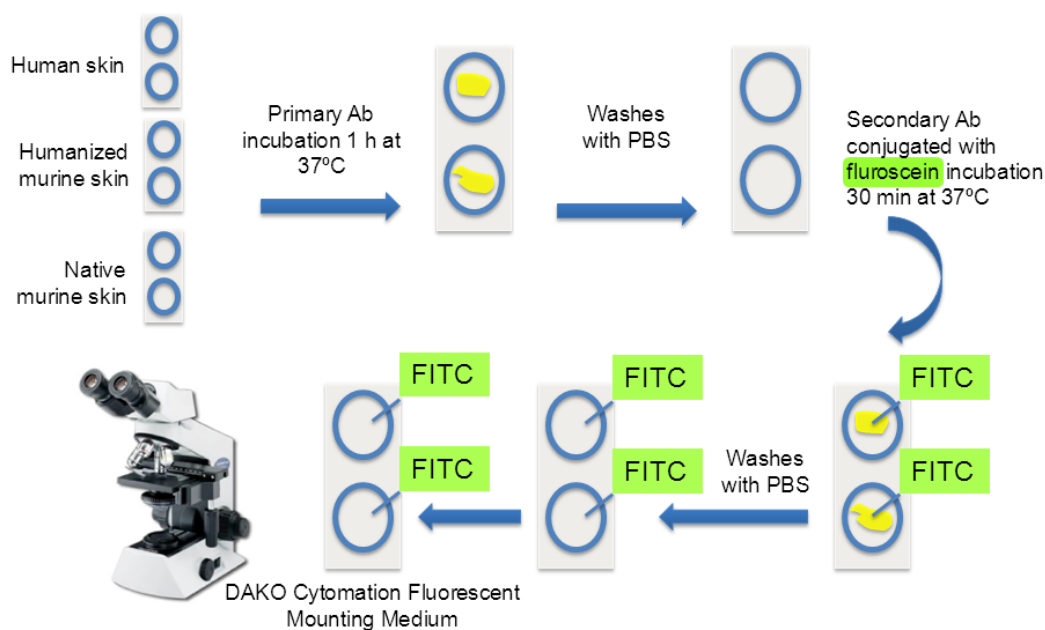 Human skin
Humanized
murine skin
Native
murine skin
Primary Ab
incubation 1 h at
37ºC
Washes
with PBS
Secondary Ab
conjugated with
fluroscein incubation
30 min at 37ºC
FITC
FITC
Washes
with PBS
FITC
FITC
FITC
FITC
DAKO Cytomation Fluorescent
Mounting Medium